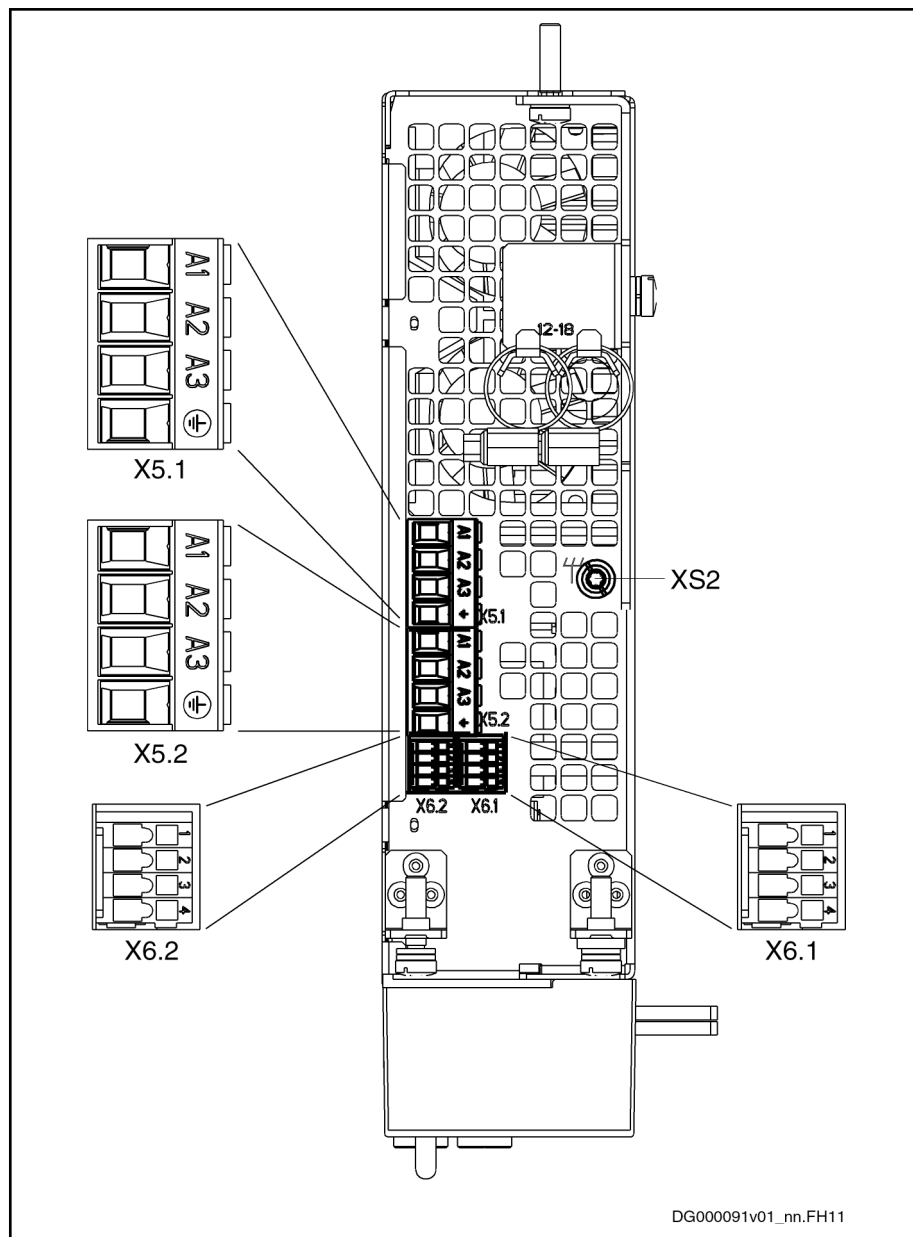 12-18
A1
A2
A3
X5.1
A1
A2
A3
X5.2
A1
A2
A3
X5.1
A1
A2
A3
X5.2
X6.2 X6.1
XS2
1
2
3
4
X6.2
1
2
3
4
X6.1
DG000091v01_nn.FH11